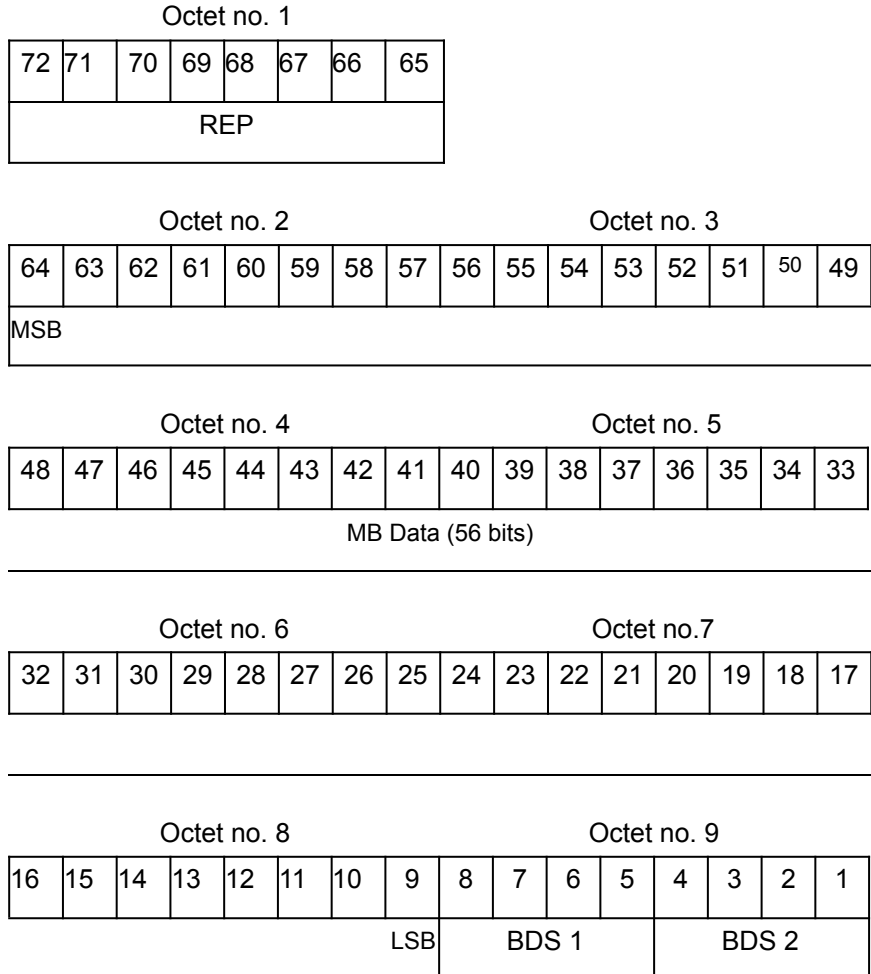 Octet no. 1
72 71 70 69 68 67 66 65
REP
Octet no. 2 Octet no. 3
64 63 62 61 60 59 58 57 56 55 54 53 52 51 50 49
MSB
Octet no. 4 Octet no. 5
48 47 46 45 44 43 42 41 40 39 38 37 36 35 34 33
MB Data (56 bits)
Octet no. 6 Octet no.7
32 31 30 29 28 27 26 25 24 23 22 21 20 19 18 17
Octet no. 8 Octet no. 9
16 15 14 13 12 11 10 9 8 7 6 5 4 3 2 1
LSB BDS 1 BDS 2